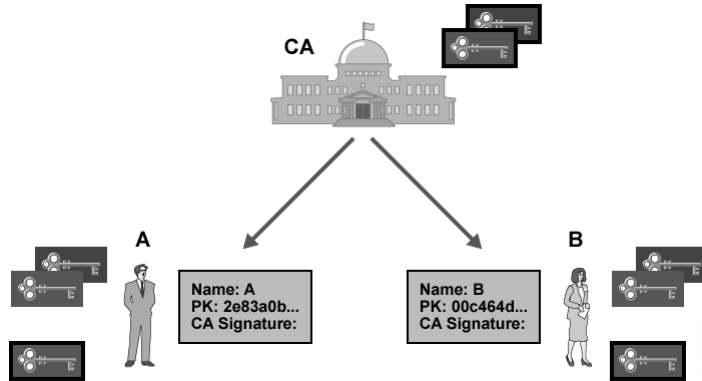 CA
A
B
Name: A
PK: 2e83a0b...
CA Signature:
Name: B
PK: 00c464d...
CA Signature: